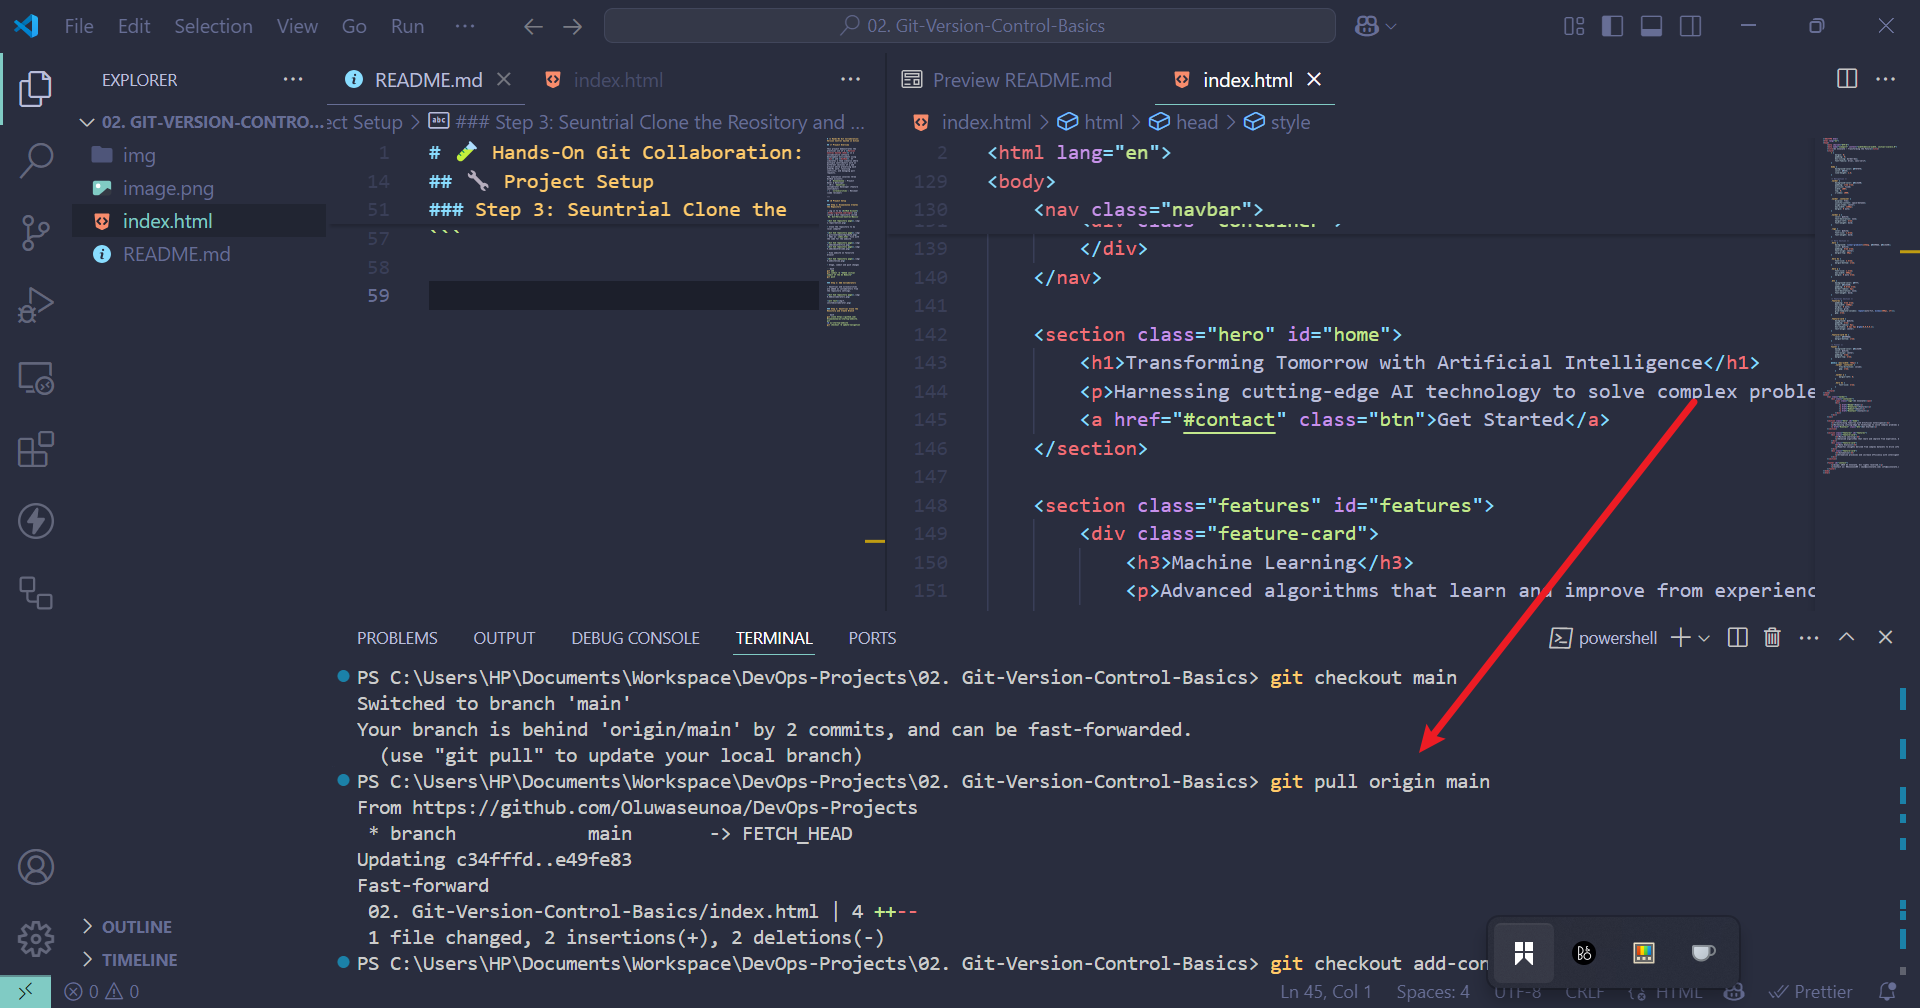 File Edit Selection View Go Run ··· 02. Git-Version-Control-Basics
EXPLORER
02. GIT-VERSION-CONTRO...
img
image.png
index.html
README.md
OUTLINE
TIMELINE
README.md index.html
ect Setup > ### Step 3: Seuntrial Clone the Reository and ...
1 # Hands-On Git Collaboration:
14 ## Project Setup
51 ### Step 3: Seuntrial Clone the
57 ```
58
59
Preview README.md index.html
index.html > html > head > style
2 <html lang="en">
129 <body>
130 <nav class="navbar">
139 </div>
140 </nav>
141
142 <section class="hero" id="home">
143 <h1>Transforming Tomorrow with Artificial Intelligence</h1>
144 <p>Harnessing cutting-edge AI technology to solve complex proble
145 <a href="#contact" class="btn">Get Started</a>
146 </section>
147
148 <section class="features" id="features">
149 <div class="feature-card">
150 <h3>Machine Learning</h3>
151 <p>Advanced algorithms that learn and improve from experienc
PROBLEMS OUTPUT DEBUG CONSOLE TERMINAL PORTS powershell
PS C:\Users\HP\Documents\Workspace\DevOps-Projects\02. Git-Version-Control-Basics> git checkout main
Switched to branch 'main'
Your branch is behind 'origin/main' by 2 commits, and can be fast-forwarded.
(use "git pull" to update your local branch)
PS C:\Users\HP\Documents\Workspace\DevOps-Projects\02. Git-Version-Control-Basics> git pull origin main
From https://github.com/Oluwaseunoa/DevOps-Projects
* branch main -> FETCH_HEAD
Updating c34fffd..e49fe83
Fast-forward
02. Git-Version-Control-Basics/index.html | 4 ++--
1 file changed, 2 insertions(+), 2 deletions(-)
PS C:\Users\HP\Documents\Workspace\DevOps-Projects\02. Git-Version-Control-Basics> git checkout add-con
0 0 Ln 45, Col 1 Spaces: 4 UTF-8 CRLF HTML Prettier